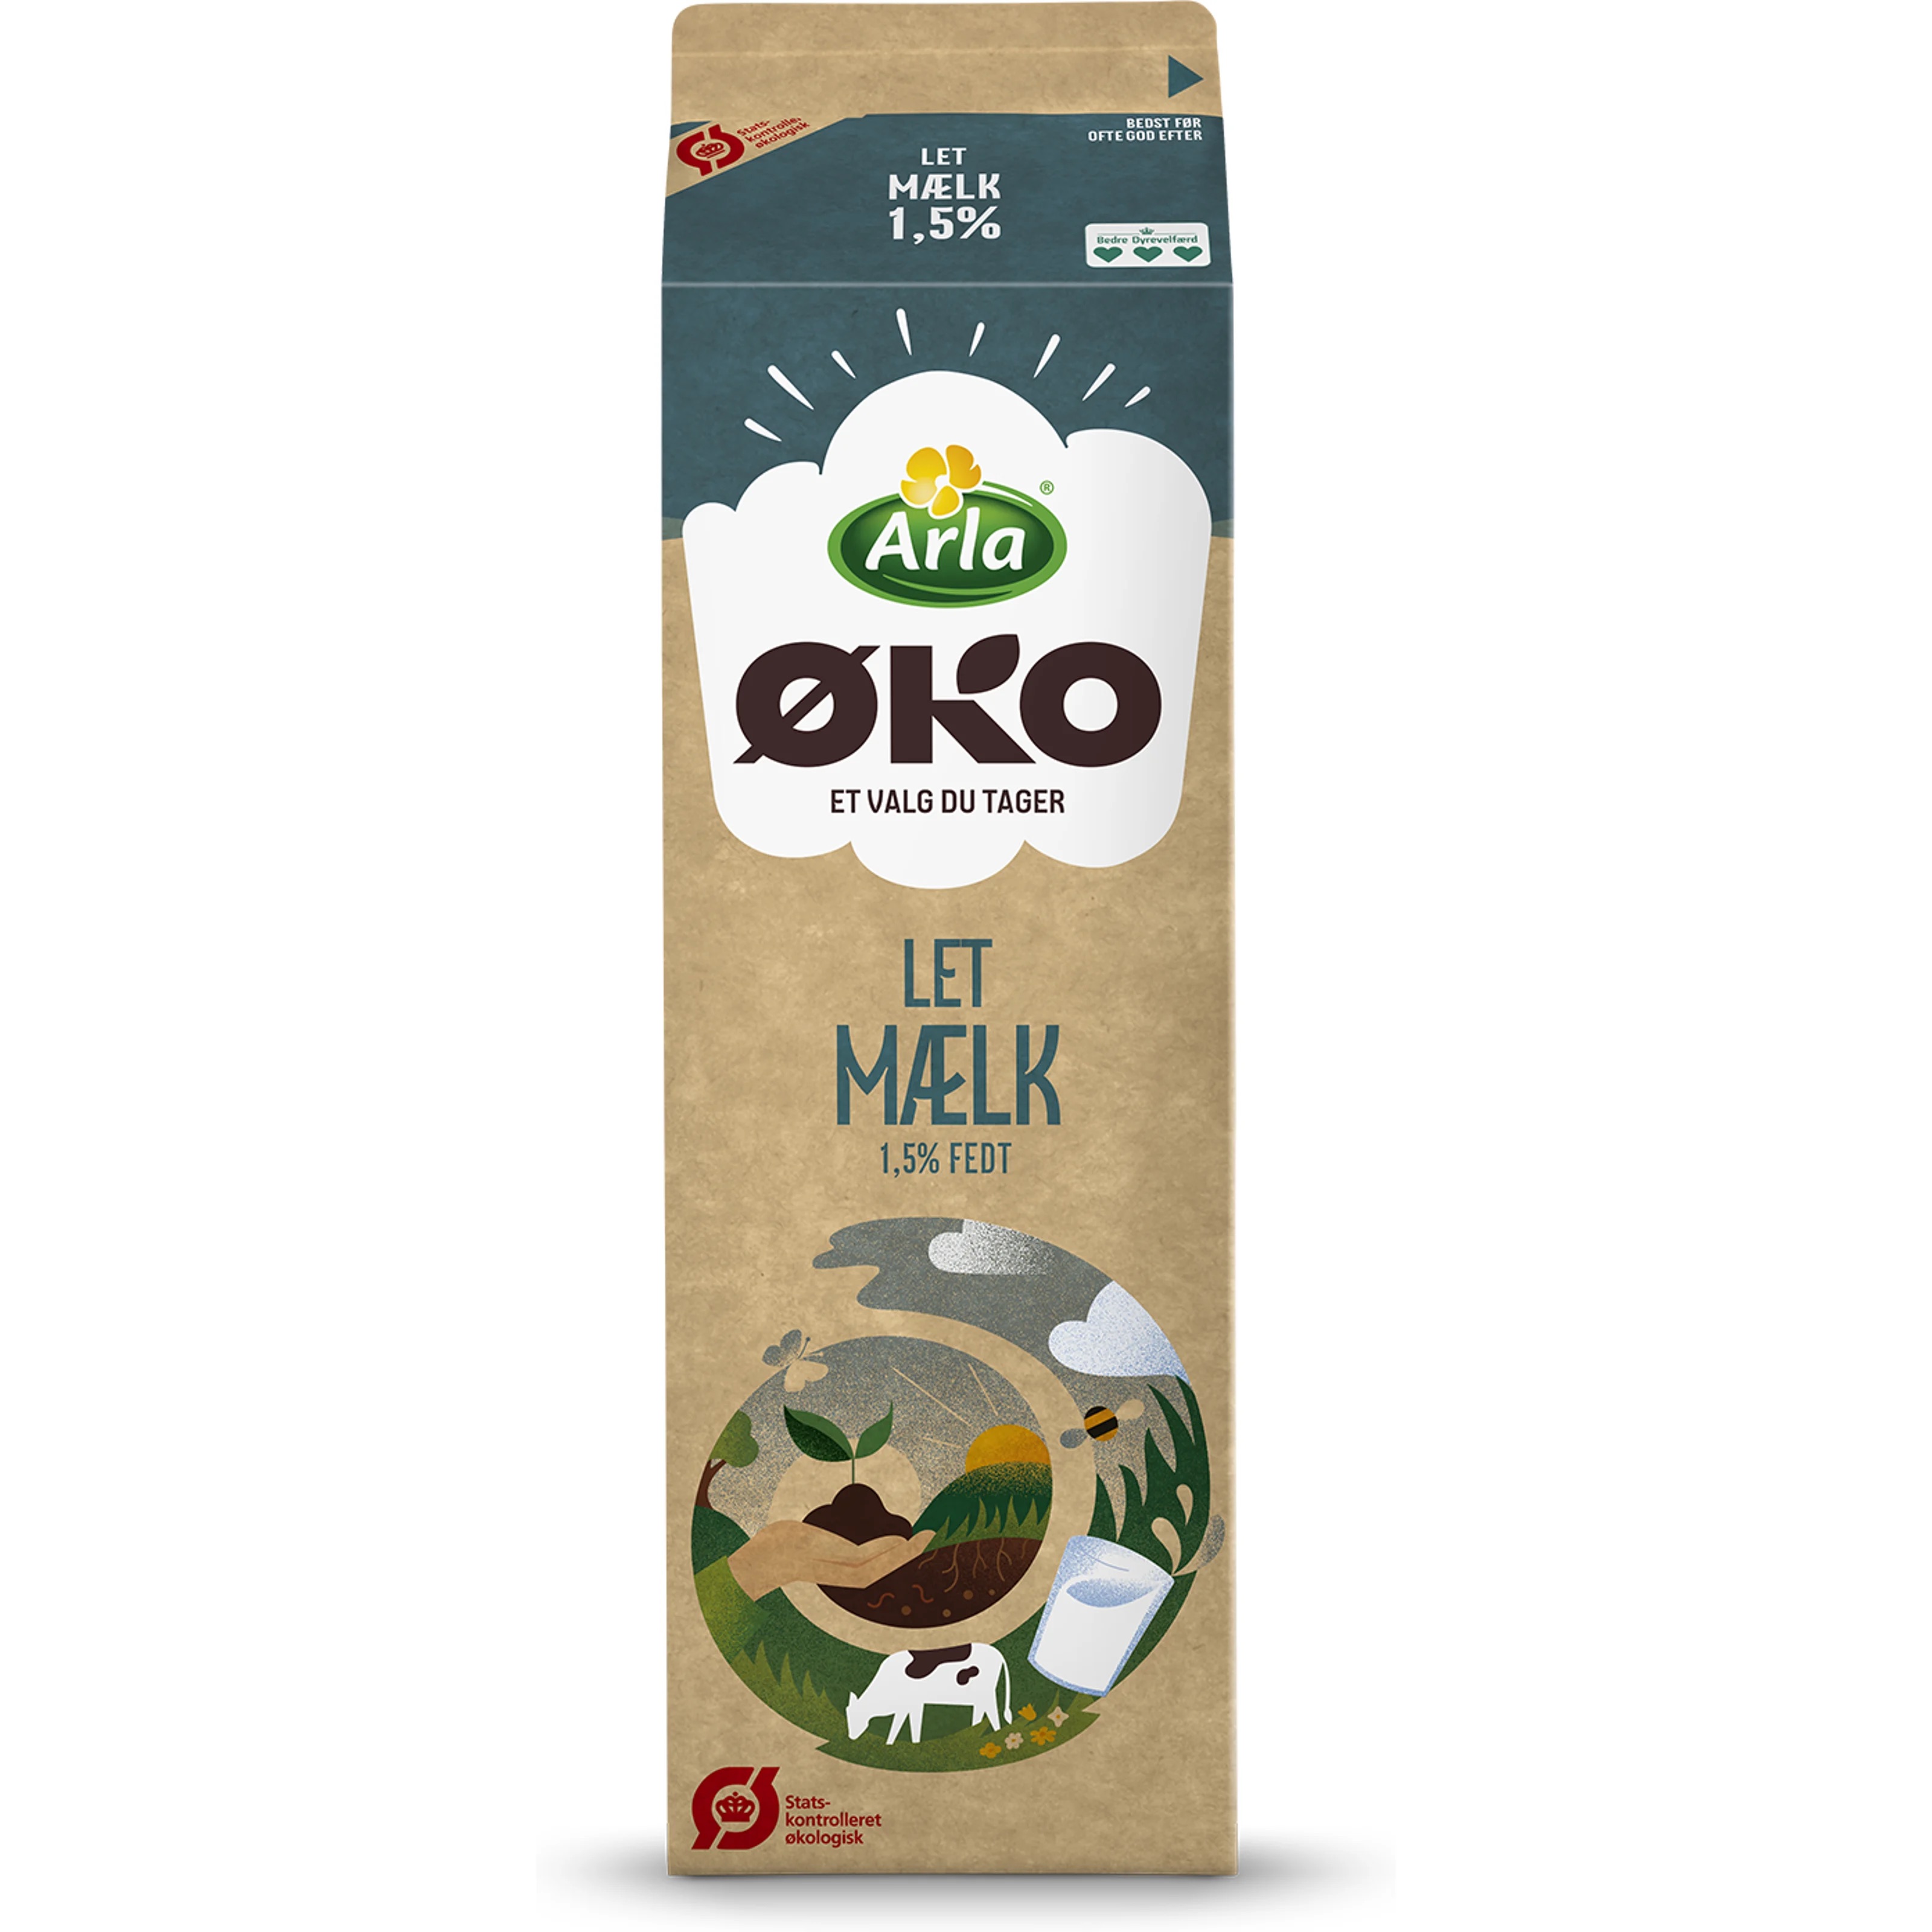 Stats-
kontrolle.
økologisk
BEDST FØR
OFTE GOD EFTER
LET
MÆLK
1,5%
Bedre Dyrevelfærd
Arla®
ØKO
ET VALG DU TAGER
LET
MÆLK
1,5% FEDT
Stats-
kontrolleret
økologisk